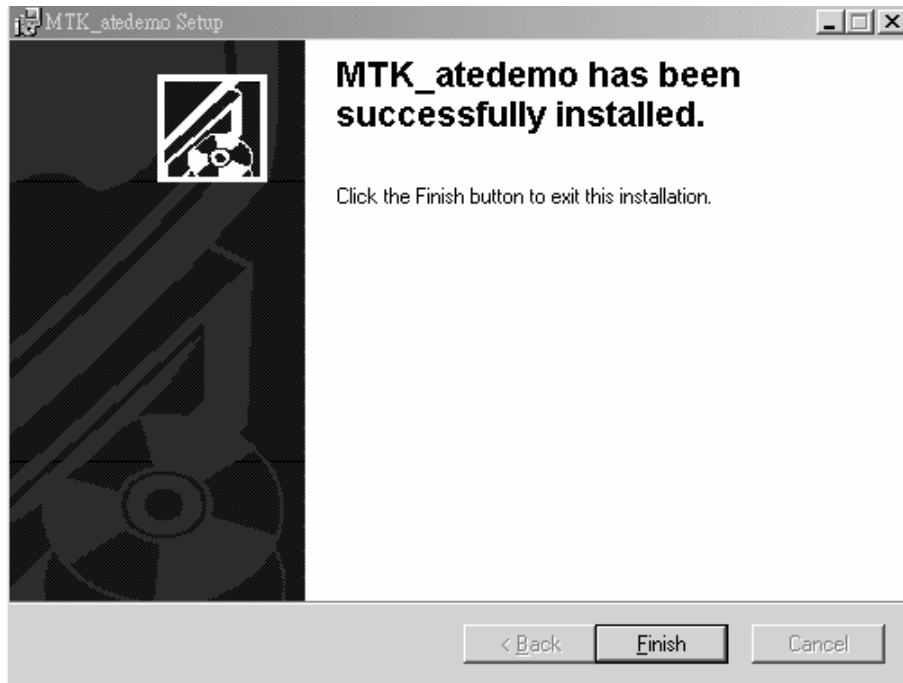 MTK_atedemo Setup
MTK_atedemo has been
successfully installed.
Click the Finish button to exit this installation.
< Back
Finish
Cancel